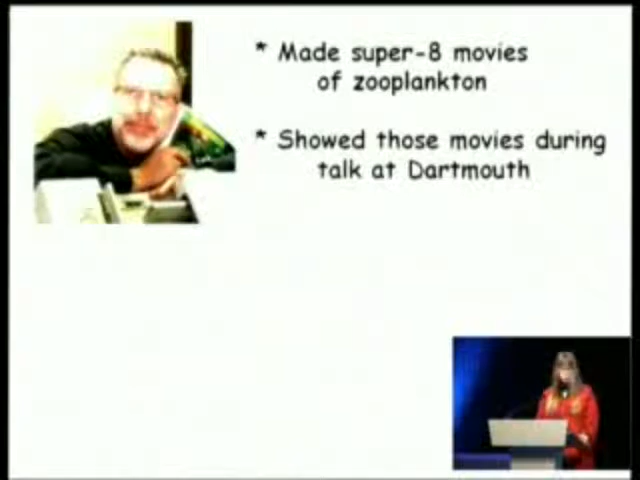 * Made super-8 movies
of zooplankton
* Showed those movies during
talk at Dartmouth